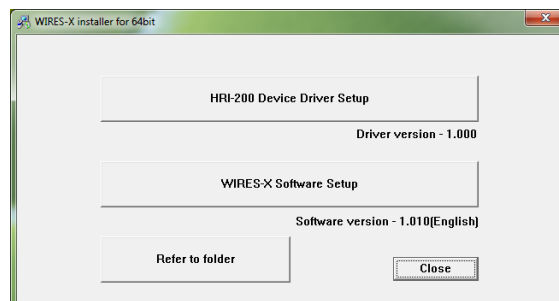 WIRES-X installer for 64bit
HRI-200 Device Driver Setup
Driver version - 1.000
WIRES-X Software Setup
Software version - 1.010(English)
Refer to folder
Close